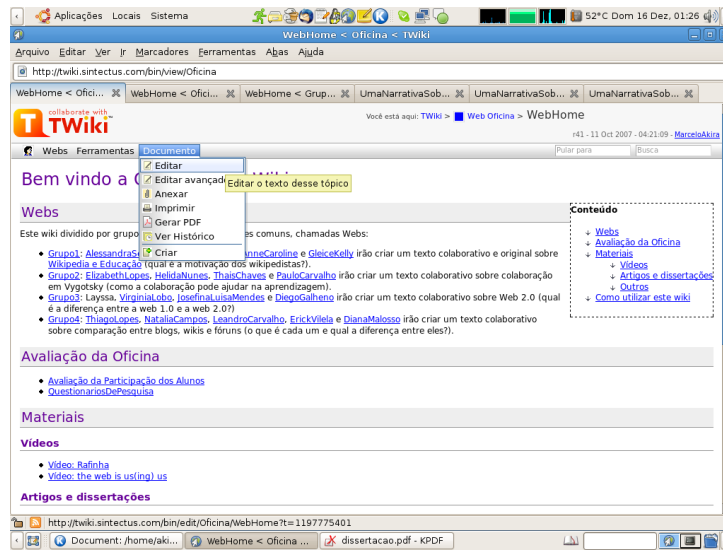 Aplicações Locais Sistema
52°C Dom 16 Dez, 01:26
WebHome < Oficina < TWiki
Arquivo Editar Ver Ir Marcadores Ferramentas Abas Ajuda
http://twiki.sintectus.com/bin/view/Oficina
WebHome < Ofici... WebHome < Ofici... WebHome < Grup... UmaNarrativaSob... UmaNarrativaSob... UmaNarrativaSob...
collaborate with
TWiki
Você está aqui: TWiki > Web Oficina > WebHome
r41 - 11 Oct 2007 - 04:21:09 - MarceloAkira
Webs Ferramentas Documento
Pular para Busca
Editar
Editar avançad
Editar o texto desse tópico
Anexar
Imprimir
Gerar PDF
Ver Histórico
Criar
Bem vindo a
Webs
Este wiki dividido por grupo es comuns, chamadas Webs:
Grupo1: AlessandraS AnneCaroline e GleiceKelly irão criar um texto colaborativo e original sobre
Wikipedia e Educação (qual é a motivação dos wikipedistas?).
Grupo2: ElizabethLopes, HelidaNunes, ThaisChaves e PauloCarvalho irão criar um texto colaborativo sobre colaboração
em Vygotsky (como a colaboração pode ajudar na aprendizagem).
Grupo3: Layssa, VirginiaLobo, JosefinaLuisaMendes e DiegoGalheno irão criar um texto colaborativo sobre Web 2.0 (qual
é a diferença entre a web 1.0 e a web 2.0?)
Grupo4: ThiagoLopes, NataliaCampos, LeandroCarvalho, ErickVilela e DianaMalosso irão criar um texto colaborativo
sobre comparação entre blogs, wikis e fóruns (o que é cada um e qual a diferença entre eles?).
Conteúdo
Webs
Avaliação da Oficina
Materiais
Vídeos
Artigos e dissertações
Outros
Como utilizar este wiki
Avaliação da Oficina
Avaliação da Participação dos Alunos
QuestionariosDePesquisa
Materiais
Vídeos
Vídeo: Rafinha
Vídeo: the web is us(ing) us
Artigos e dissertações
http://twiki.sintectus.com/bin/edit/Oficina/WebHome?t=1197775401
Document: /home/aki... WebHome < Oficina ... dissertacao.pdf - KPDF